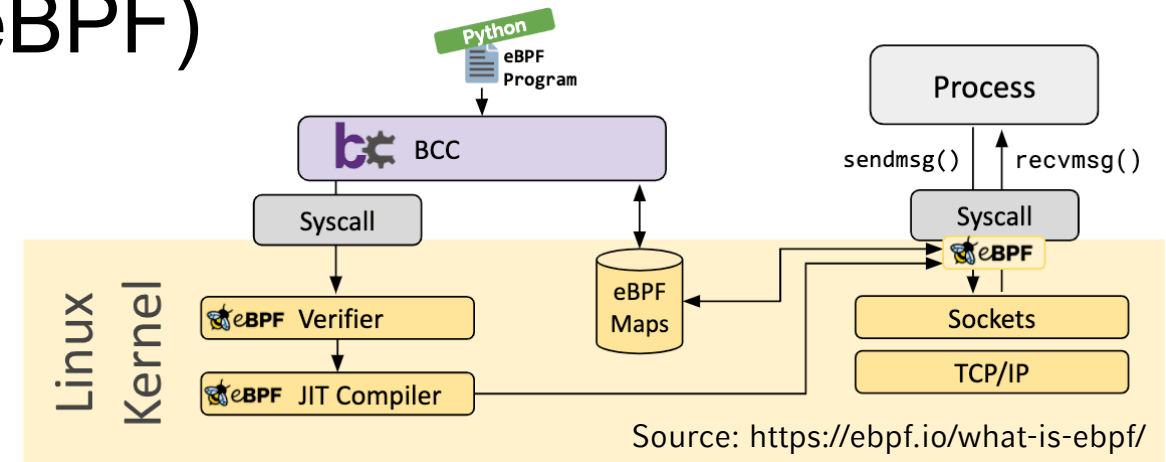 eBPF)
Python
eBPF
Program
bc BCC
Process
sendmsg()
recvmsg()
Syscall
Syscall
eBPF
Linux
Kernel
eBPF Verifier
eBPF
Maps
Sockets
eBPF JIT Compiler
TCP/IP
Source: https://ebpf.io/what-is-ebpf/